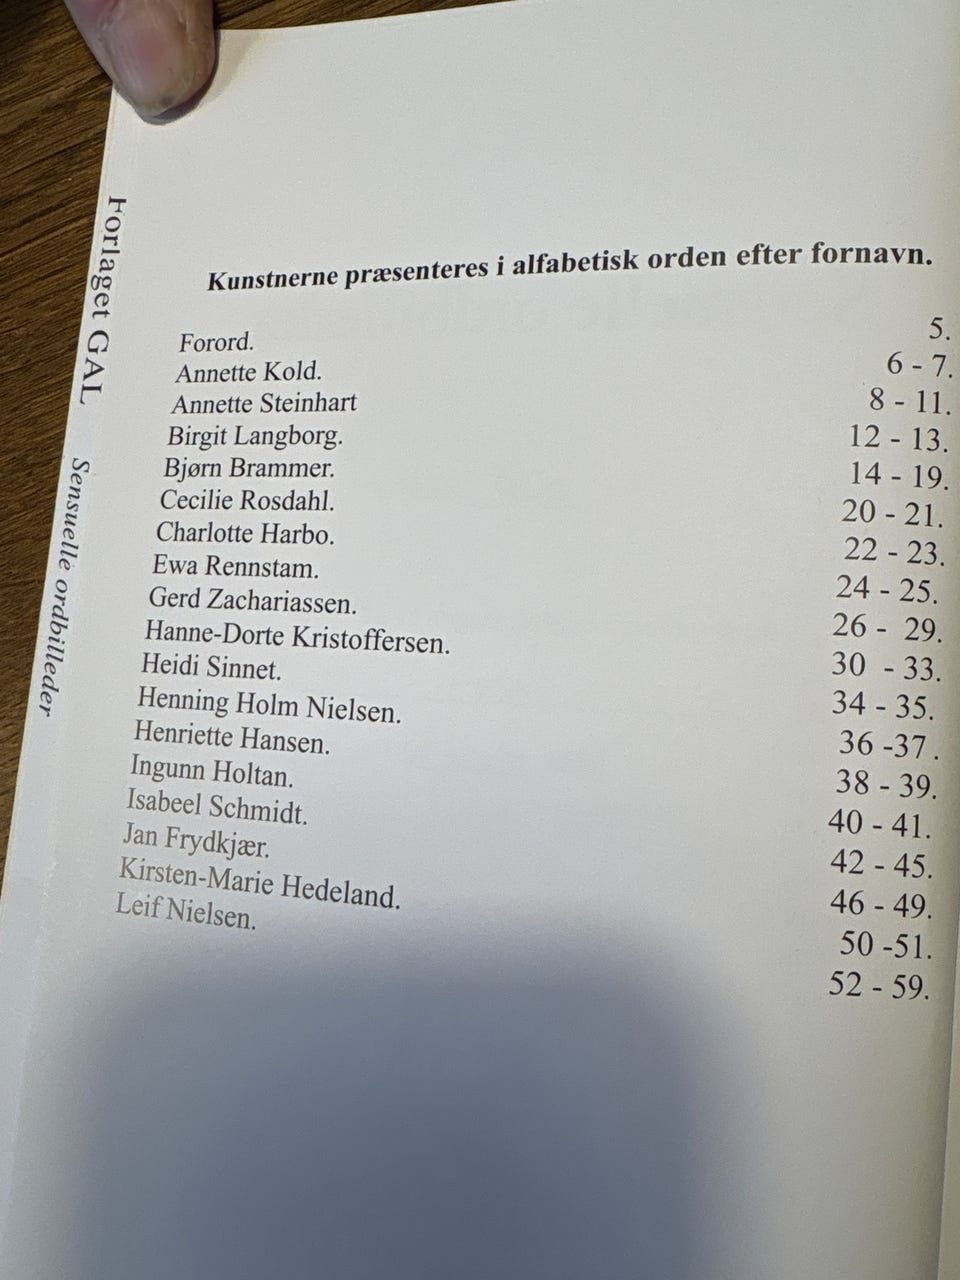 Forlaget GAL Sensuelle ordbilleder
Kunstnerne præsenteres i alfabetisk orden efter fornavn.
Forord. 5.
Annette Kold. 6 - 7.
Annette Steinhart 8 - 11.
Birgit Langborg. 12 - 13.
Bjørn Brammer. 14 - 19.
Cecilie Rosdahl. 20 - 21.
Charlotte Harbo. 22 - 23.
Ewa Rennstam. 24 - 25.
Gerd Zachariassen. 26 - 29.
Hanne-Dorte Kristoffersen. 30 - 33.
Heidi Sinnet. 34 - 35.
Henning Holm Nielsen. 36 -37 .
Henriette Hansen. 38 - 39.
Ingunn Holtan. 40 - 41.
Isabeel Schmidt. 42 - 45.
Jan Frydkjær. 46 - 49.
Kirsten-Marie Hedeland. 50 -51.
Leif Nielsen. 52 - 59.